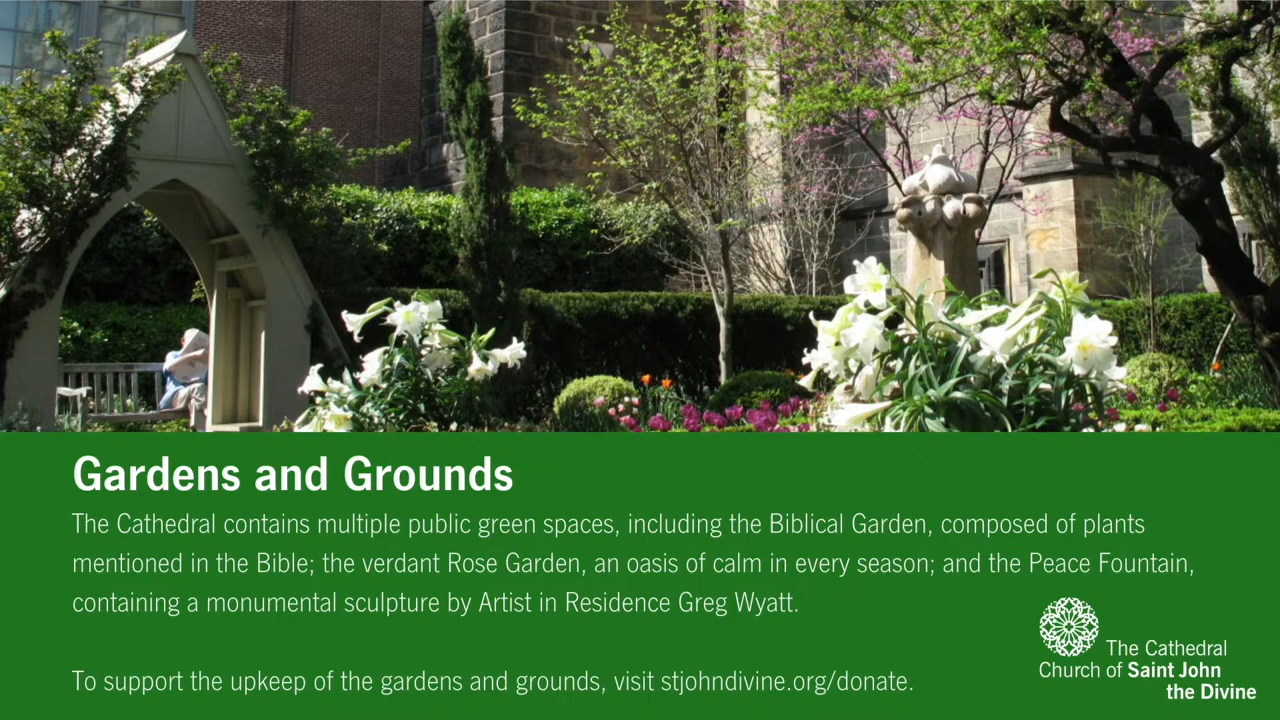 Gardens and Grounds
The Cathedral contains multiple public green spaces, including the Biblical Garden, composed of plants
mentioned in the Bible; the verdant Rose Garden, an oasis of calm in every season; and the Peace Fountain,
containing a monumental sculpture by Artist in Residence Greg Wyatt.
To support the upkeep of the gardens and grounds, visit stjohndivine.org/donate.
The Cathedral
Church of Saint John
the Divine